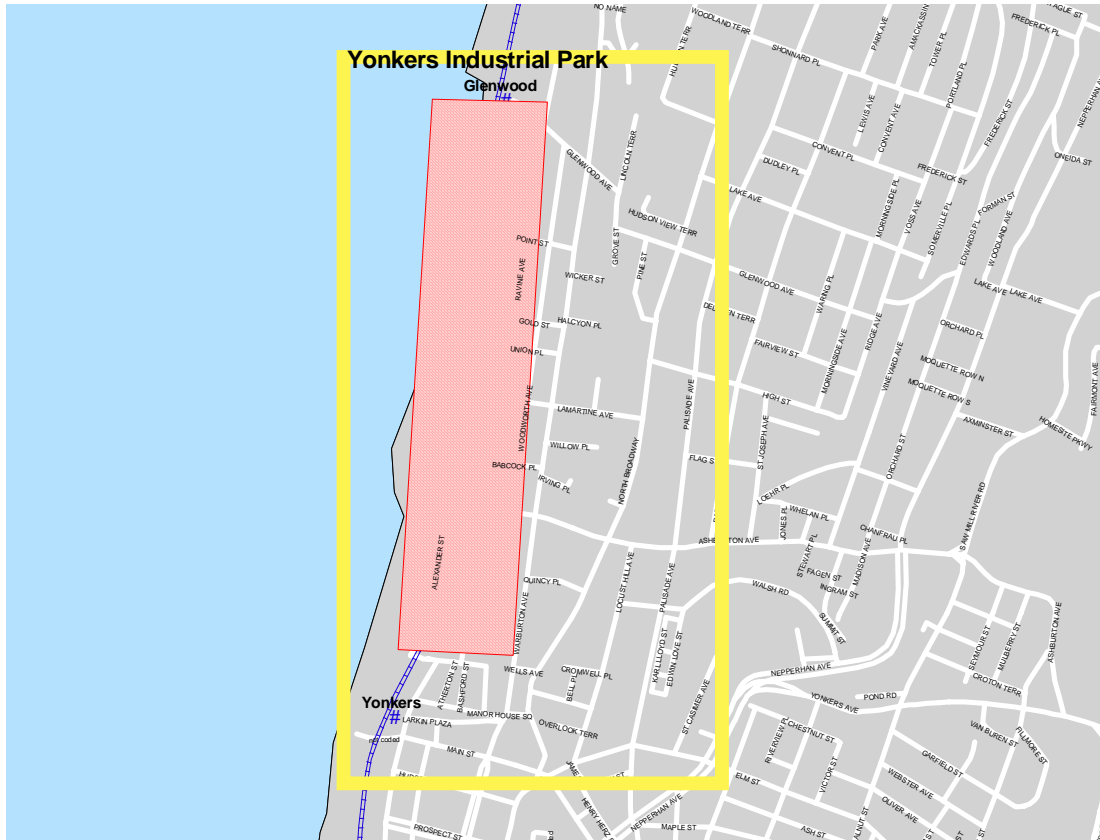 NO NAME
WOODLAND TERR
SHONNARD PL
PARK AVE
TOWER PL
FREDERICK PL
Yonkers Industrial Park
Glenwood
PORTLAND PL
LEWIS AVE
CONVENT AVE
FREDERICK ST
LINCOLN TERR
GLENWOOD AVE
CONVENT PL
DUDLEY PL
FREDERICK ST
ONEIDA ST
LAKE AVE
MORNINGSIDE PL
VOSS AVE
SOMERVILLE PL
FORMAN ST
EDWARDS PL
WOODLAND AVE
HUDSON VIEW TERR
GROVE ST
PINE ST
POINT ST
RAVINE AVE
WICKER ST
GLENWOOD AVE
WARING PL
LAKE AVE
LAKE AVE
GOLD ST
HALCYON PL
UNION PL
FAIRVIEW ST
MORNINGSIDE AVE
RIDGE AVE
VINEYARD AVE
ORCHARD PL
MOQUETTE ROW N
MOQUETTE ROW S
FAIRMONT AVE
WOODWORTH AVE
LAMARTINE AVE
PALISADE AVE
HIGH ST
AXMINSTER ST
HOMESITE PKWY
WILLOW PL
BABCOCK PL
IRVING PL
NORTH BROADWAY
ST JOSEPH AVE
ORCHARD ST
LOEHR PL
JONES PL
WHELAN PL
CHANFRAU PL
SAW MILL RIVER RD
STEWART PL
MADISON AVE
ALEXANDER ST
QUINCY PL
WARBURTON AVE
LOCUST HILL AVE
PALISADE AVE
WALSH RD
FAGEN ST
INGRAM ST
SUMMIT ST
KARL LLOYD ST
EDWIN LOVE ST
SEYMOUR ST
MULBERRY ST
ASHBURTON AVE
CROTON TERR
ATHERTON ST
BASHFORD ST
WELLS AVE
BELL PL
CROMWELL PL
NEPPERHAN AVE
YONKERS AVE
POND RD
ST CASIMER AVE
Yonkers
LARKIN PLAZA
MANOR HOUSE SQ
OVERLOOK TERR
MAIN ST
RIVERVIEW PL
CHESTNUT ST
VICTOR ST
VAN BUREN ST
FILLMORE ST
GARFIELD ST
WEBSTER AVE
OLIVER AVE
ELM ST
NEPPERHAN AVE
PROSPECT ST
MAPLE ST
ASH ST